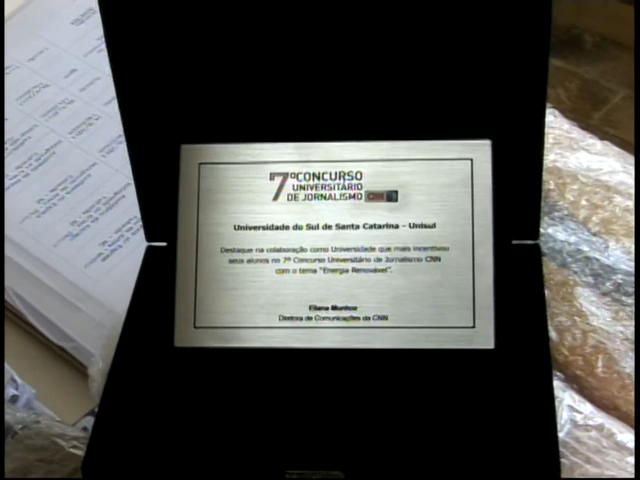 7º CONCURSO
UNIVERSITÁRIO
DE JORNALISMO CNN
Universidade do Sul de Santa Catarina - Unisul
Destaque na colaboração como Universidade que mais incentivou
seus alunos no 7º Concurso Universitário de Jornalismo CNN
com o tema "Energia Renovável".
Eliana Munhoz
Diretora de Comunicações da CNN